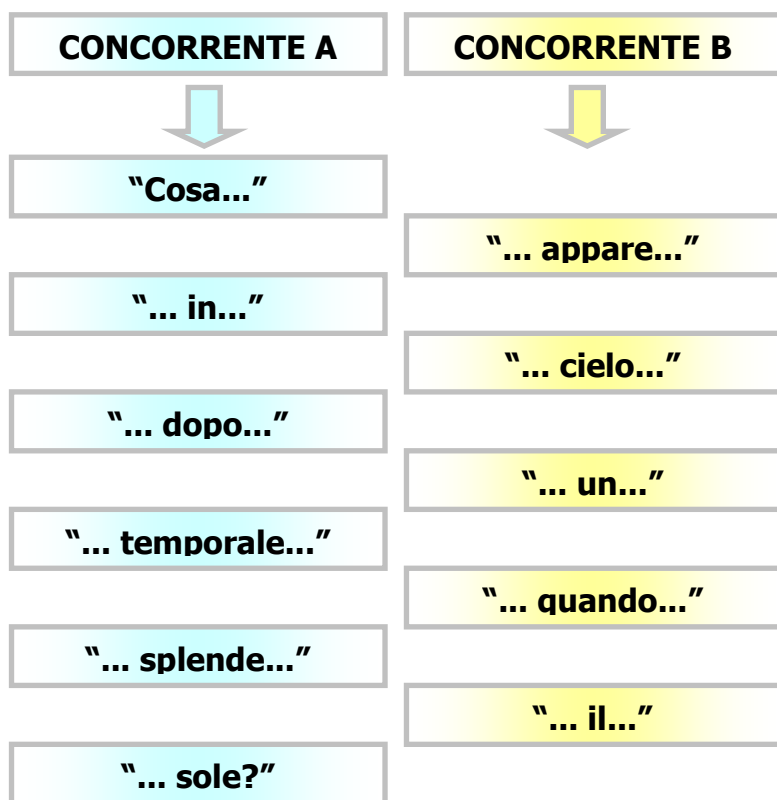 CONCORRENTE A
CONCORRENTE B
“Cosa...”
“... appare...”
“... in...”
“... cielo...”
“... dopo...”
“... un...”
“... temporale...”
“... quando...”
“... splende...”
“... il...”
“... sole?”